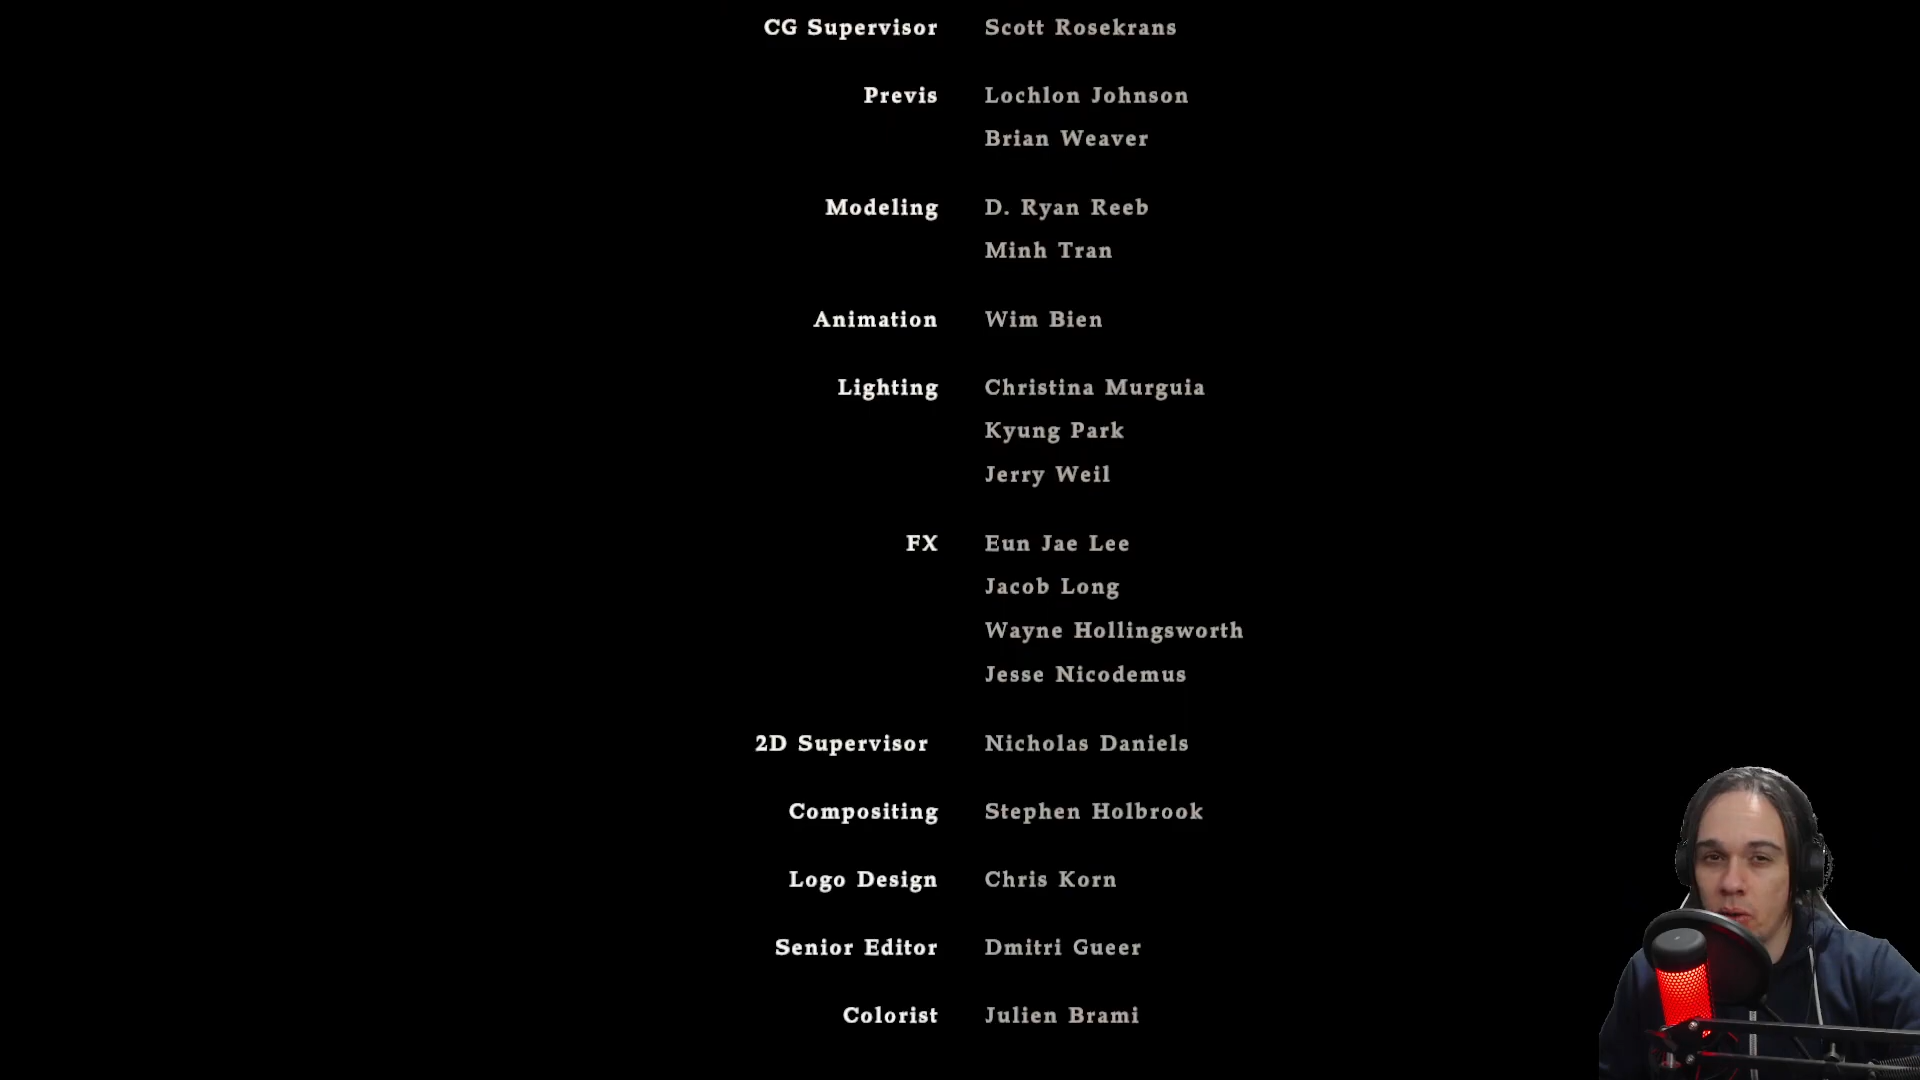 CG Supervisor Scott Rosekrans
Previs Lochlon Johnson
Brian Weaver
Modeling D. Ryan Reeb
Minh Tran
Animation Wim Bien
Lighting Christina Murguia
Kyung Park
Jerry Weil
FX Eun Jae Lee
Jacob Long
Wayne Hollingsworth
Jesse Nicodemus
2D Supervisor Nicholas Daniels
Compositing Stephen Holbrook
Logo Design Chris Korn
Senior Editor Dmitri Gueer
Colorist Julien Brami